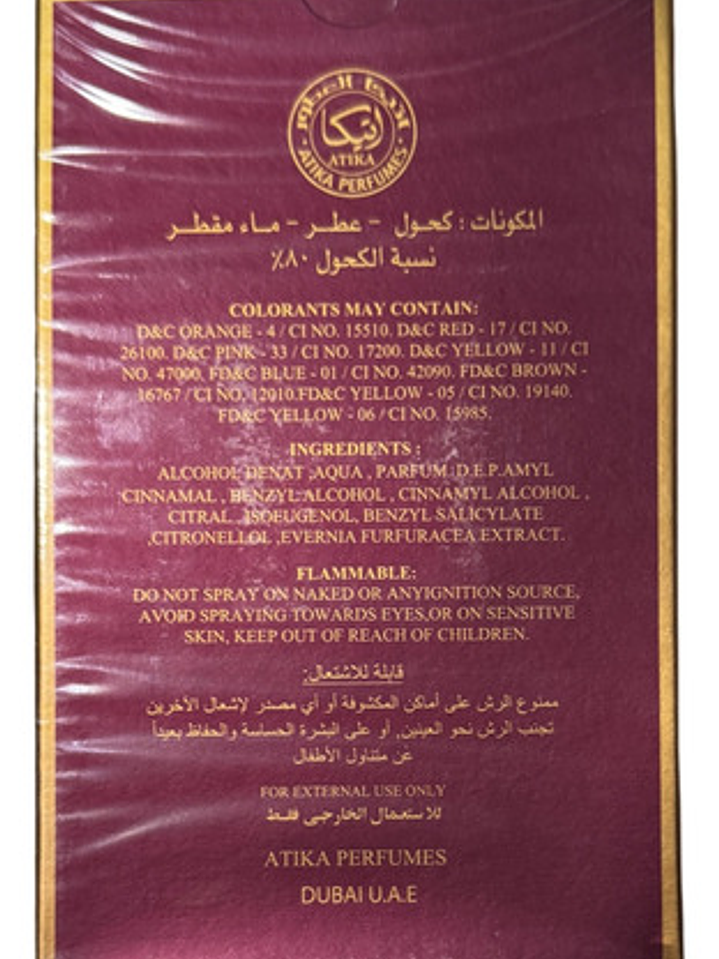 اتيكا للعطور
اتيكا
ATIKA
· ATIKA PERFUMES ·
المكونات : كحول - عطر - ماء مقطر
نسبة الكحول ٨٠٪
COLORANTS MAY CONTAIN:
D&C ORANGE - 4 / CI NO. 15510. D&C RED - 17 / CI NO.
26100. D&C PINK - 33 / CI NO. 17200. D&C YELLOW - 11 / CI
NO. 47000. FD&C BLUE - 01 / CI NO. 42090. FD&C BROWN -
16767 / CI NO. 12010.FD&C YELLOW - 05 / CI NO. 19140.
FD&C YELLOW - 06 / CI NO. 15985.
INGREDIENTS :
ALCOHOL DENAT ,AQUA , PARFUM ,D.E.P.AMYL
CINNAMAL , BENZYL ALCOHOL , CINNAMYL ALCOHOL ,
CITRAL , ISOEUGENOL, BENZYL SALICYLATE
,CITRONELLOL ,EVERNIA FURFURACEA EXTRACT.
FLAMMABLE:
DO NOT SPRAY ON NAKED OR ANYIGNITION SOURCE,
AVOID SPRAYING TOWARDS EYES,OR ON SENSITIVE
SKIN, KEEP OUT OF REACH OF CHILDREN.
قابلة للاشتعال:
ممنوع الرش على أماكن المكشوفة أو أي مصدر لإشعال الآخرين
تجنب الرش نحو العينين, أو على البشرة الحساسة والحفاظ بعيداً
عن متناول الأطفال
FOR EXTERNAL USE ONLY
للاستعمال الخارجي فقط
ATIKA PERFUMES
DUBAI U.A.E